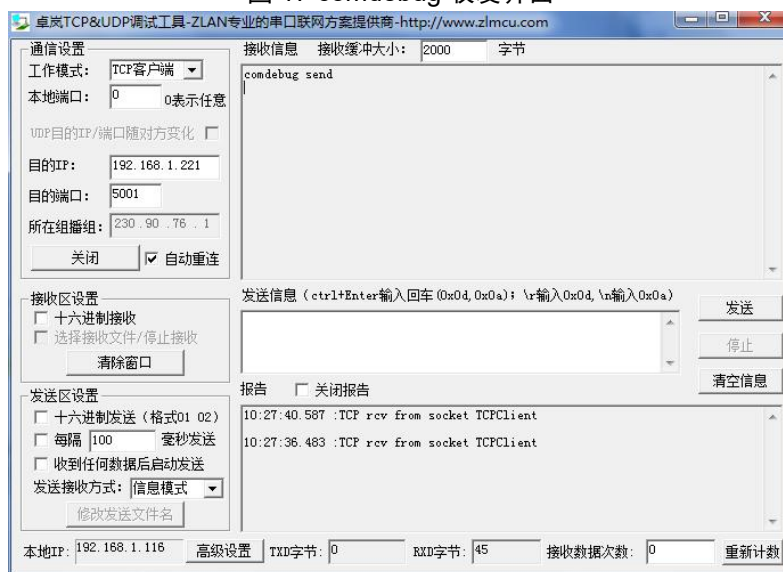 卓岚TCP&UDP调试工具-ZLAN专业的串口联网方案提供商-http://www.zlmcu.com
通信设置
工作模式： TCP客户端
本地端口： 0 0表示任意
UDP目的IP/端口随对方变化
目的IP： 192.168.1.221
目的端口： 5001
所在组播组： 230 .90 .76 . 1
关闭 自动重连
接收区设置
十六进制接收
选择接收文件/停止接收
清除窗口
发送区设置
十六进制发送（格式01 02）
每隔 100 毫秒发送
收到任何数据后启动发送
发送接收方式： 信息模式
修改发送文件名
接收信息 接收缓冲大小： 2000 字节
comdebug send
发送信息（ctrl+Enter输入回车(0x0d,0x0a)；\r输入0x0d,\n输入0x0a）
发送
停止
清空信息
报告 关闭报告
10:27:40.587 :TCP rcv from socket TCPClient
10:27:36.483 :TCP rcv from socket TCPClient
本地IP: 192.168.1.116 高级设置 TXD字节: 0 RXD字节: 45 接收数据次数: 0 重新计数